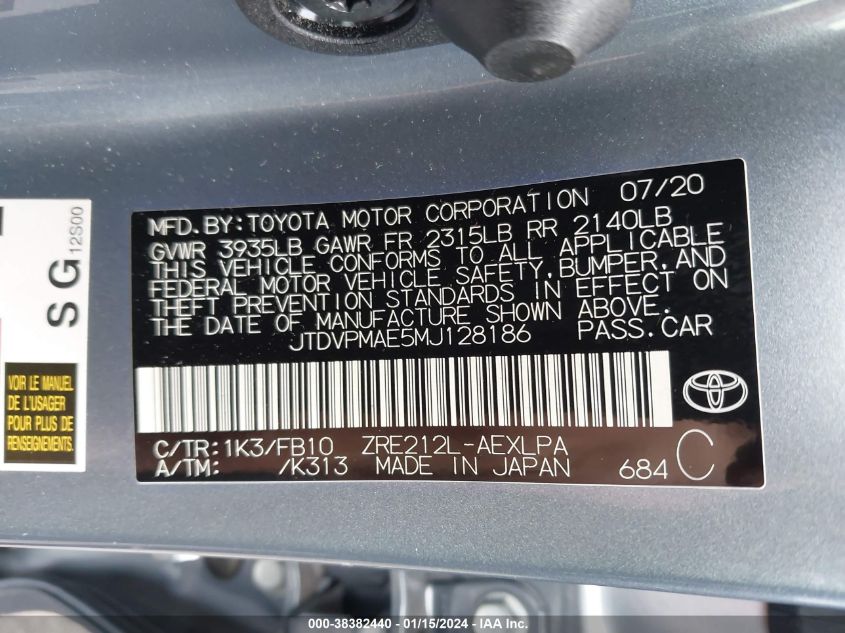 MFD. BY: TOYOTA MOTOR CORPORATION 07/20
GVWR 3935LB GAWR FR 2315LB RR 2140LB
THIS VEHICLE CONFORMS TO ALL APPLICABLE
FEDERAL MOTOR VEHICLE SAFETY, BUMPER, AND
THEFT PREVENTION STANDARDS IN EFFECT ON
THE DATE OF MANUFACTURE SHOWN ABOVE.
JTDVPMAE5MJ128186 PASS.CAR
C/TR: 1K3/FB10 ZRE212L-AEXLPA
A/TM: /K313 MADE IN JAPAN 684 C
SG 12S00
VOIR LE MANUEL
DE L'USAGER
POUR PLUS DE
RENSEIGNEMENTS.
000-38382440 - 01/15/2024 - IAA Inc.